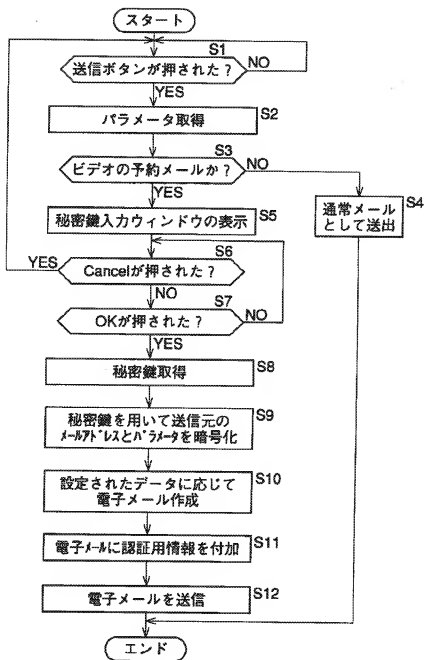 スタート
S1
送信ボタンが押された？
NO
YES
パラメータ取得
S2
S3
ビデオの予約メールか？
NO
YES
S4
通常メール
として送出
秘密鍵入力ウィンドウの表示
S5
S6
YES
Cancelが押された？
NO
S7
OKが押された？
NO
YES
秘密鍵取得
S8
秘密鍵を用いて送信元の
メールアドレスとパラメータを暗号化
S9
設定されたデータに応じて
電子メール作成
S10
電子メールに認証用情報を付加
S11
電子メールを送信
S12
エンド